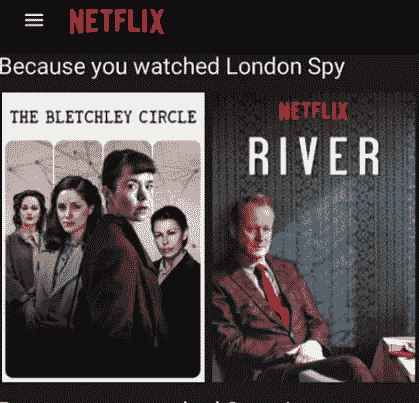 NETFLIX
Because you watched London Spy
THE BLETCHLEY CIRCLE
NETFLIX
RIVER